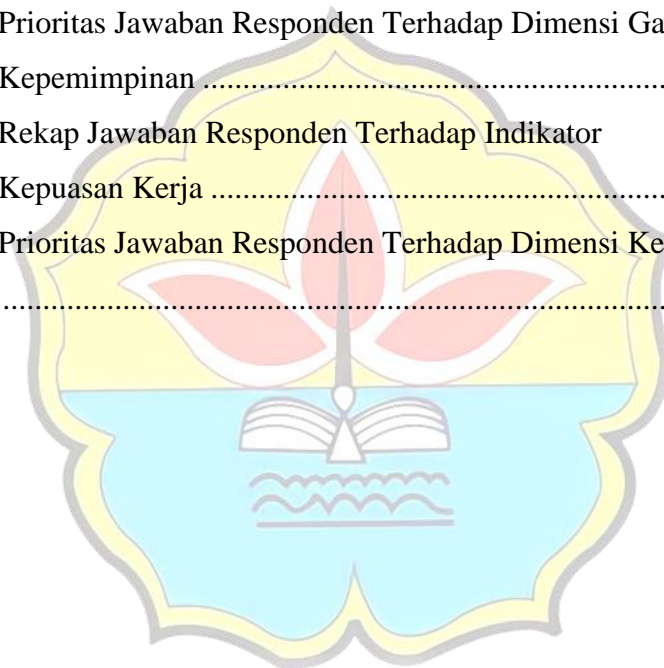 Prioritas Jawaban Responden Terhadap Dimensi Ga
Kepemimpinan ..........................................................
Rekap Jawaban Responden Terhadap Indikator
Kepuasan Kerja .........................................................
Prioritas Jawaban Responden Terhadap Dimensi Ke
...................................................................................